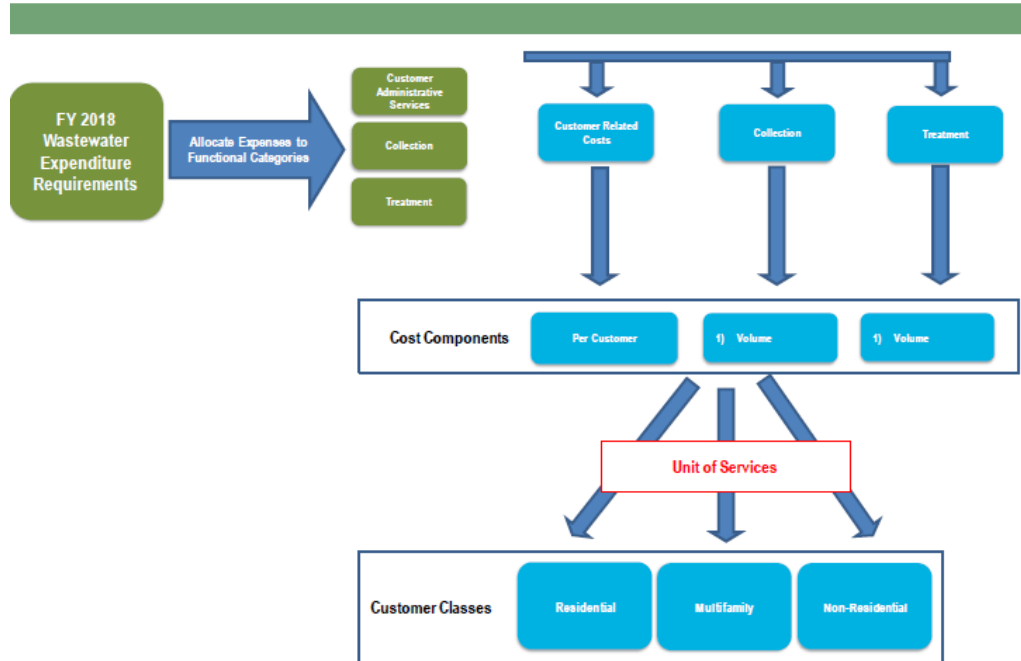 FY 2018
Wastewater
Expenditure
Requirements
Allocate Expenses to
Functional Categories
Customer
Administrative
Services
Collection
Treatment
Customer Related
Costs
Collection
Treatment
Cost Components
Per Customer
1) Volume
1) Volume
Unit of Services
Customer Classes
Residential
Multifamily
Non-Residential